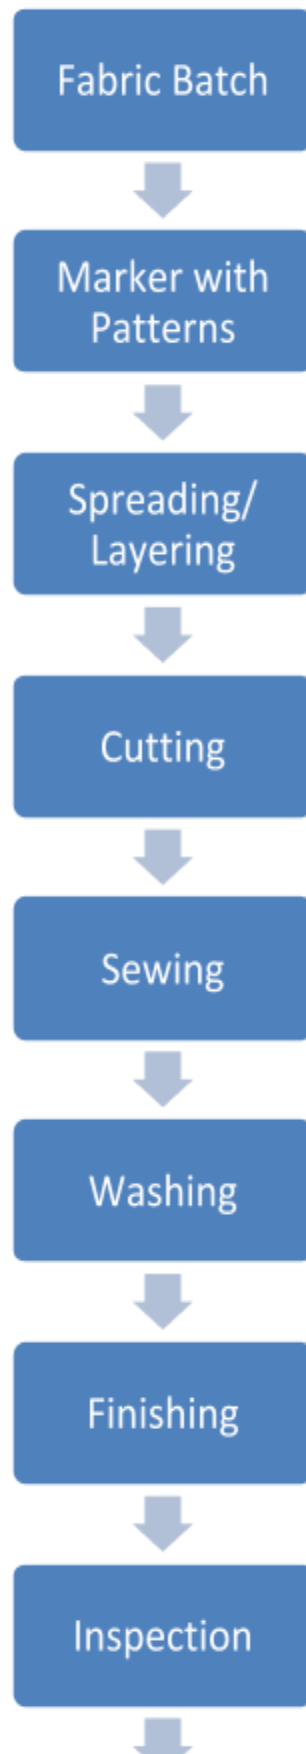 Fabric Batch
Marker with
Patterns
Spreading/
Layering
Cutting
Sewing
Washing
Finishing
Inspection